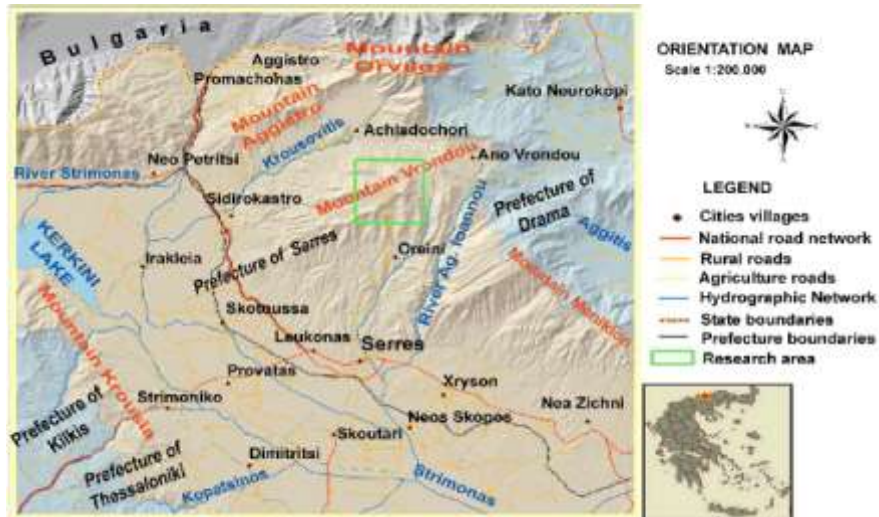 Bulgaria
Mountain
Orvilos
Aggistro
Promachonas
Kato Neurokopi
Mountain
Aggistro
Achladochori
Krousovitis
Neo Petritsi
Ano Vrondou
River Strimonas
Mountain Vrondou
Sidirokastro
Prefecture of
Drama
Aggitis
KERKINI
LAKE
Irakleia
Prefecture of Sarres
Oreini
River Ag. Ioannou
Mountain Menikion
Mountain Krousia
Skotoussa
Leukonas
Serres
Provatas
Xryson
Strimoniko
Nea Zichni
Neos Skopos
Prefecture of
Kilkis
Skoutari
Dimitritsi
Prefecture of
Thessaloniki
Kopatsinos
Strimonas
ORIENTATION MAP
Scale 1:200.000
LEGEND
Cities villages
National road network
Rural roads
Agriculture roads
Hydrographic Network
State boundaries
Prefecture boundaries
Research area